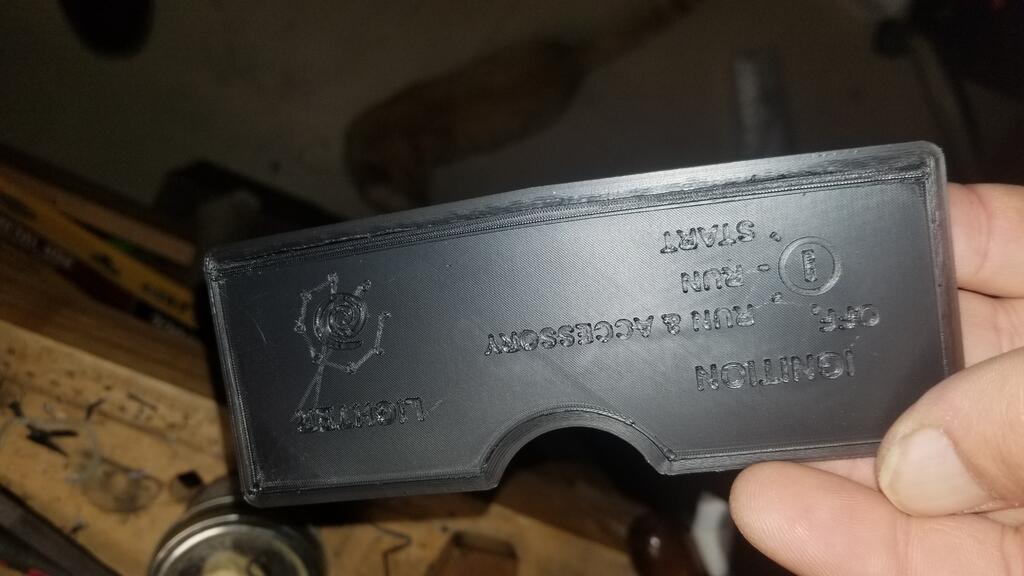 IGNITION
OFF,
RUN & ACCESSORY
RUN
START
LIGHTER